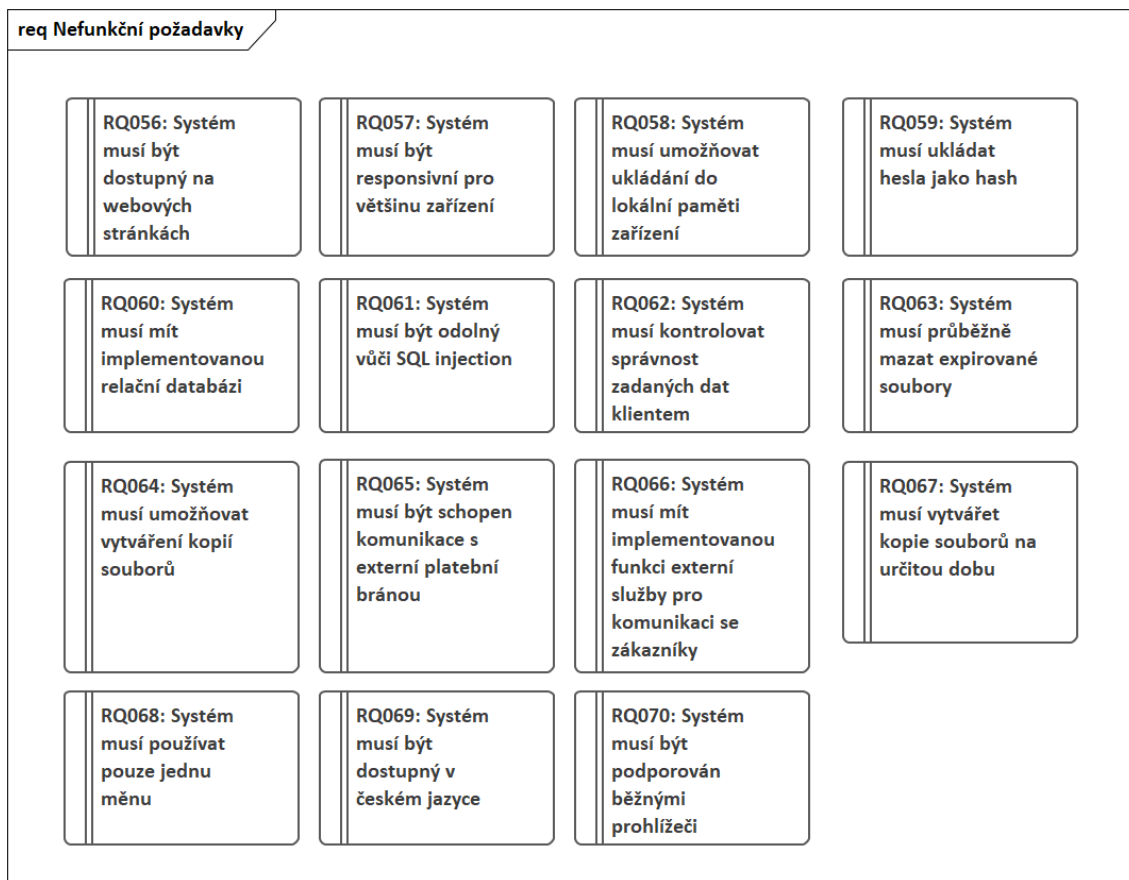 req Nefunkční požadavky
RQ056: Systém
musí být
dostupný na
webových
stránkách
RQ057: Systém
musí být
responsivní pro
většinu zařízení
RQ058: Systém
musí umožňovat
ukládání do
lokální paměti
zařízení
RQ059: Systém
musí ukládat
hesla jako hash
RQ060: Systém
musí mít
implementovanou
relační databázi
RQ061: Systém
musí být odolný
vůči SQL injection
RQ062: Systém
musí kontrolovat
správnost
zadaných dat
klientem
RQ063: Systém
musí průběžně
mazat expirované
soubory
RQ064: Systém
musí umožňovat
vytváření kopií
souborů
RQ065: Systém
musí být schopen
komunikace s
externí platební
bránou
RQ066: Systém
musí mít
implementovanou
funkci externí
služby pro
komunikaci se
zákazníky
RQ067: Systém
musí vytvářet
kopie souborů na
určitou dobu
RQ068: Systém
musí používat
pouze jednu
měnu
RQ069: Systém
musí být
dostupný v
českém jazyce
RQ070: Systém
musí být
podporován
běžnými
prohlížeči